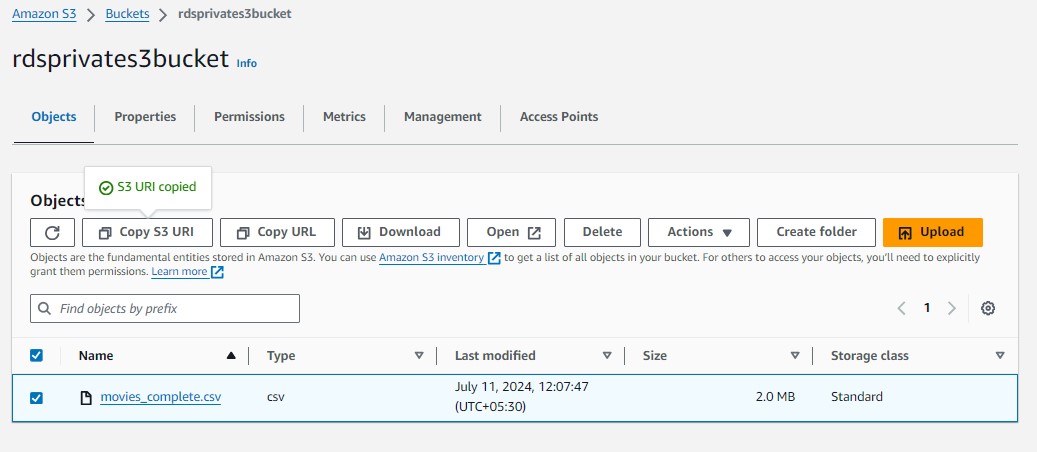 Amazon S3 > Buckets > rdsprivates3bucket
rdsprivates3bucket Info
Objects Properties Permissions Metrics Management Access Points
S3 URI copied
Objects
Copy S3 URI Copy URL Download Open Delete Actions Create folder Upload
Objects are the fundamental entities stored in Amazon S3. You can use Amazon S3 inventory to get a list of all objects in your bucket. For others to access your objects, you'll need to explicitly
grant them permissions. Learn more
Find objects by prefix
1
Name Type Last modified Size Storage class
movies_complete.csv csv July 11, 2024, 12:07:47 2.0 MB Standard
(UTC+05:30)